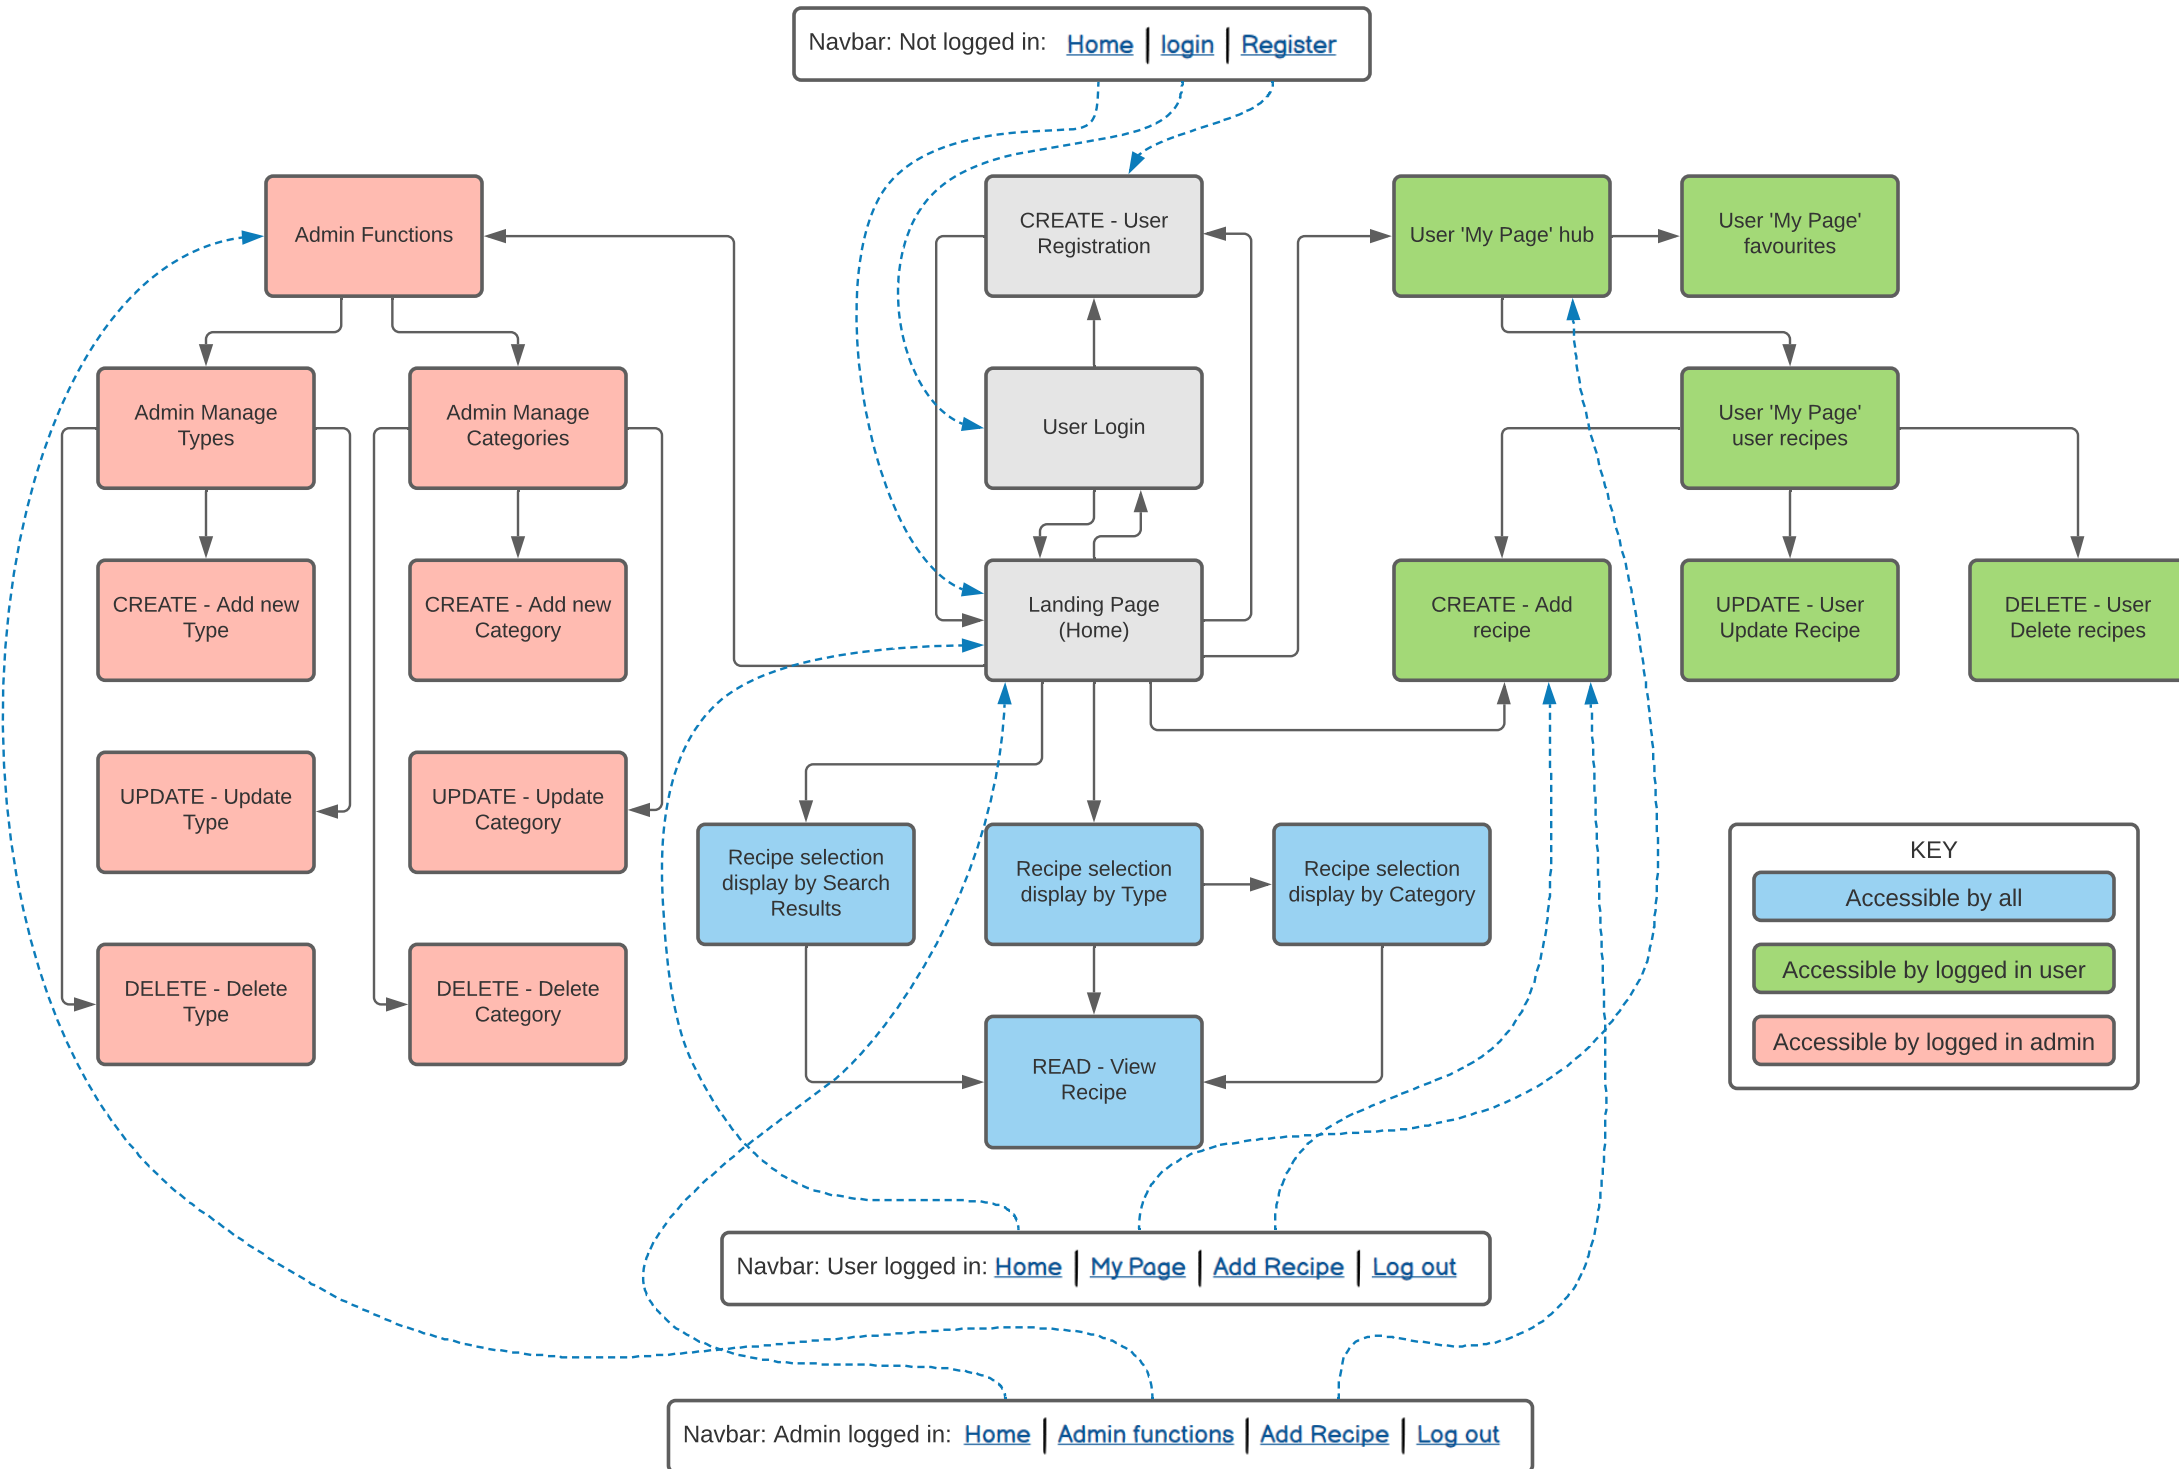 Navbar: Not logged in: Home | login | Register
Admin Functions
CREATE - User
Registration
User 'My Page' hub
User 'My Page'
favourites
Admin Manage
Types
Admin Manage
Categories
User Login
User 'My Page'
user recipes
CREATE - Add new
Type
CREATE - Add new
Category
Landing Page
(Home)
CREATE - Add
recipe
UPDATE - User
Update Recipe
DELETE - User
Delete recipes
UPDATE - Update
Type
UPDATE - Update
Category
Recipe selection
display by Search
Results
Recipe selection
display by Type
Recipe selection
display by Category
KEY
Accessible by all
Accessible by logged in user
Accessible by logged in admin
DELETE - Delete
Type
DELETE - Delete
Category
READ - View
Recipe
Navbar: User logged in: Home | My Page | Add Recipe | Log out
Navbar: Admin logged in: Home | Admin functions | Add Recipe | Log out